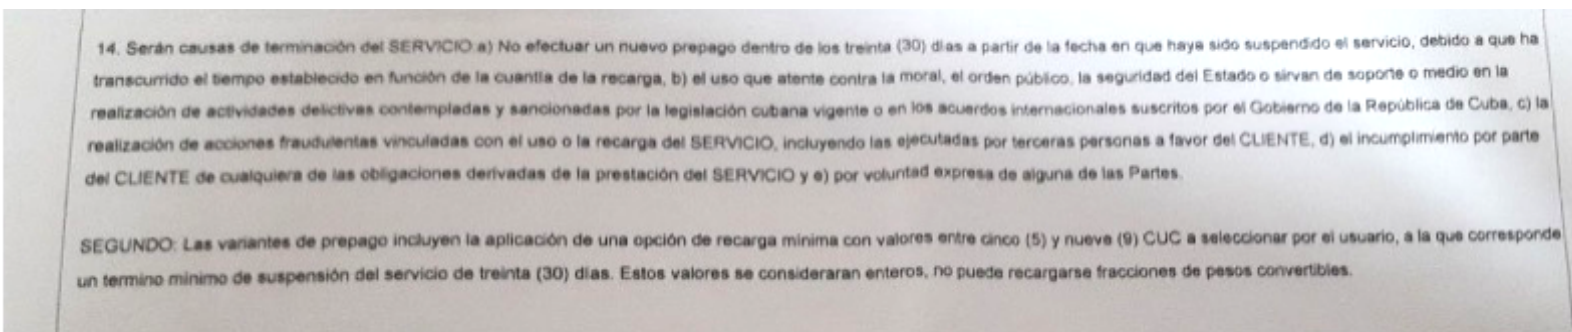 14. Serán causas de terminación del SERVICIO a) No efectuar un nuevo prepago dentro de los treinta (30) días a partir de la fecha en que haya sido suspendido el servicio, debido a que ha
transcurrido el tiempo establecido en función de la cuantía de la recarga, b) el uso que atente contra la moral, el orden público, la seguridad del Estado o sirvan de soporte o medio en la
realización de actividades delictivas contempladas y sancionadas por la legislación cubana vigente o en los acuerdos internacionales suscritos por el Gobierno de la República de Cuba, c) la
realización de acciones fraudulentas vinculadas con el uso o la recarga del SERVICIO, incluyendo las ejecutadas por terceras personas a favor del CLIENTE, d) el incumplimiento por parte
del CLIENTE de cualquiera de las obligaciones derivadas de la prestación del SERVICIO y e) por voluntad expresa de alguna de las Partes.
SEGUNDO: Las variantes de prepago incluyen la aplicación de una opción de recarga mínima con valores entre cinco (5) y nueve (9) CUC a seleccionar por el usuario, a la que corresponde
un termino mínimo de suspensión del servicio de treinta (30) días. Estos valores se consideraran enteros, no puede recargarse fracciones de pesos convertibles.